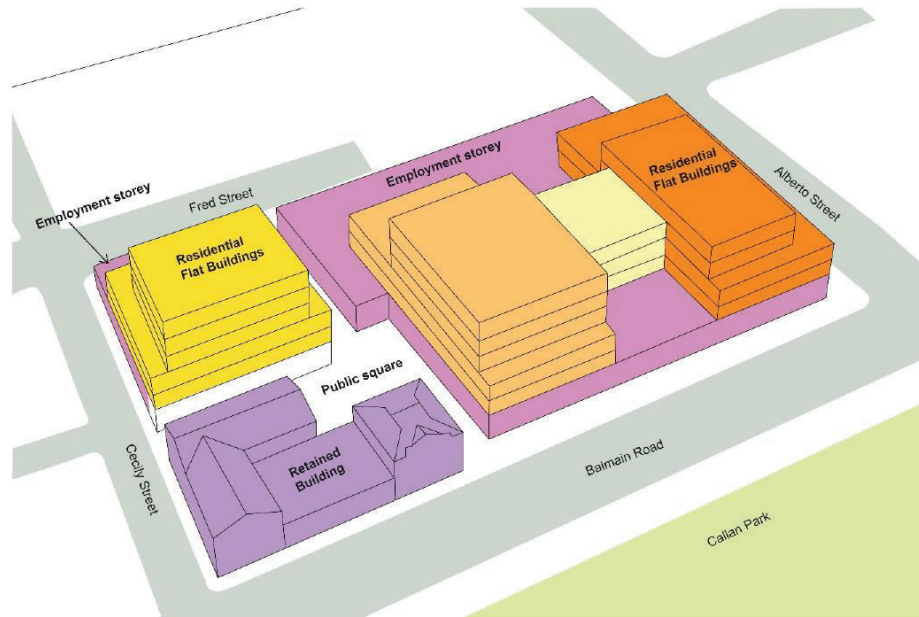 Employment storey
Fred Street
Employment storey
Residential
Flat Buildings
Alberto Street
Residential
Flat Buildings
Public square
Cecily Street
Retained
Building
Balmain Road
Callan Park